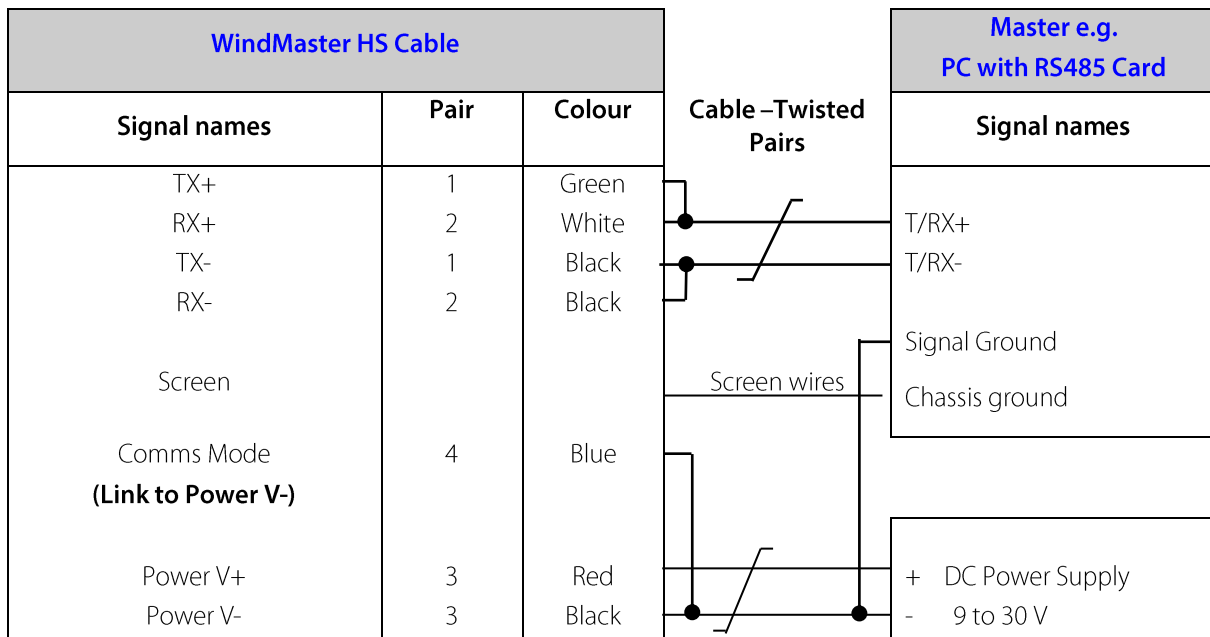 WindMaster HS Cable
Master e.g.
PC with RS485 Card
Signal names Pair Colour Cable –Twisted Pairs Signal names
TX+ 1 Green
RX+ 2 White T/RX+
TX- 1 Black T/RX-
RX- 2 Black
Signal Ground
Screen Screen wires Chassis ground
Comms Mode 4 Blue
(Link to Power V-)
Power V+ 3 Red + DC Power Supply
Power V- 3 Black - 9 to 30 V